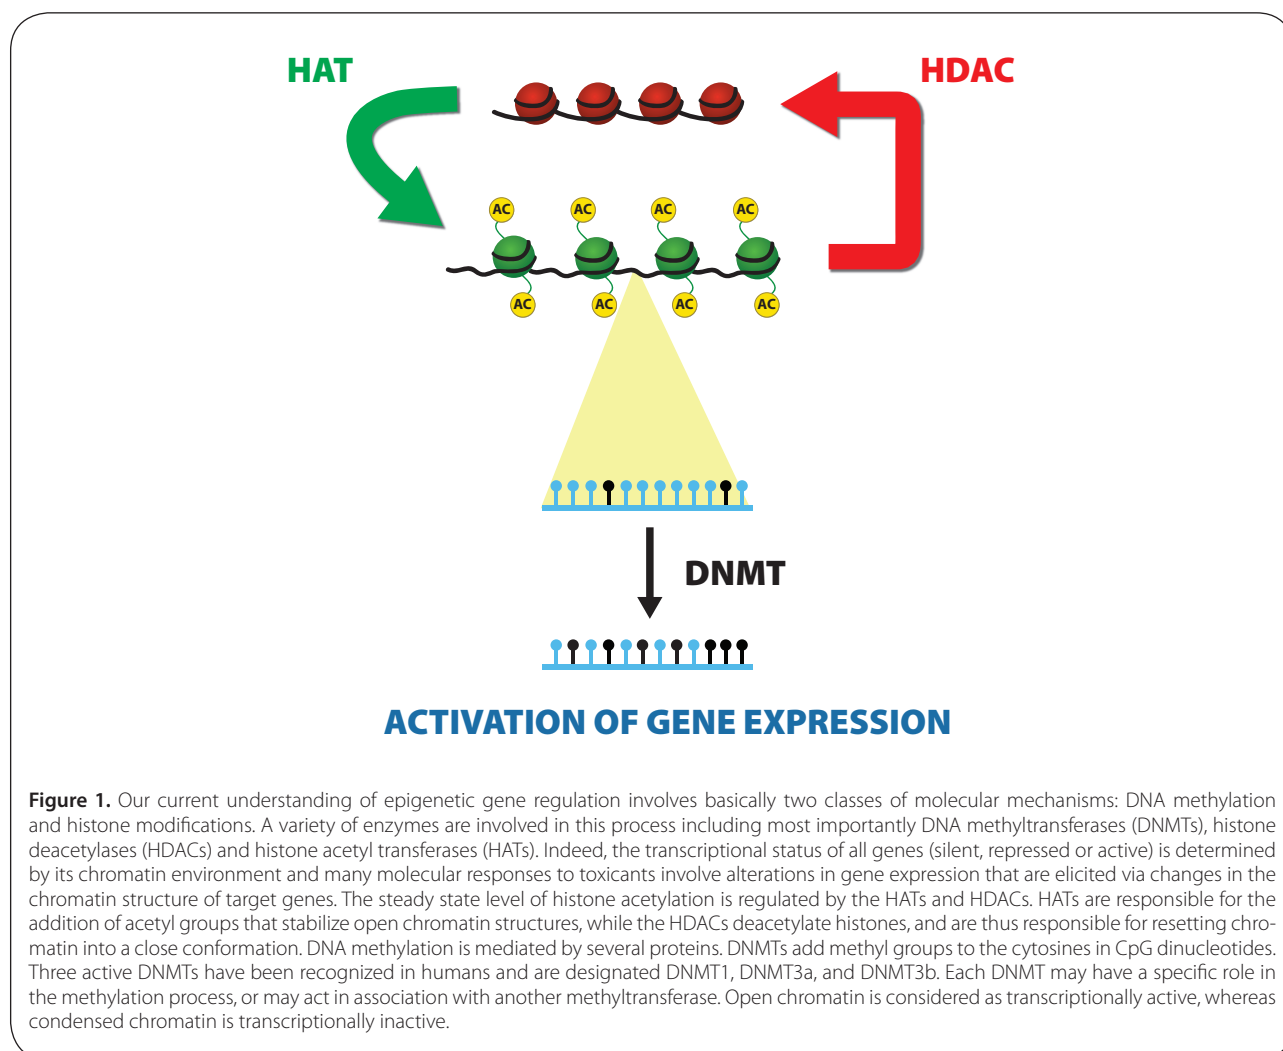 HAT
HDAC
AC AC AC AC
AC AC AC AC
DNMT
ACTIVATION OF GENE EXPRESSION
Figure 1. Our current understanding of epigenetic gene regulation involves basically two classes of molecular mechanisms: DNA methylation
and histone modifications. A variety of enzymes are involved in this process including most importantly DNA methyltransferases (DNMTs), histone
deacetylases (HDACs) and histone acetyl transferases (HATs). Indeed, the transcriptional status of all genes (silent, repressed or active) is determined
by its chromatin environment and many molecular responses to toxicants involve alterations in gene expression that are elicited via changes in the
chromatin structure of target genes. The steady state level of histone acetylation is regulated by the HATs and HDACs. HATs are responsible for the
addition of acetyl groups that stabilize open chromatin structures, while the HDACs deacetylate histones, and are thus responsible for resetting chro-
matin into a close conformation. DNA methylation is mediated by several proteins. DNMTs add methyl groups to the cytosines in CpG dinucleotides.
Three active DNMTs have been recognized in humans and are designated DNMT1, DNMT3a, and DNMT3b. Each DNMT may have a specific role in
the methylation process, or may act in association with another methyltransferase. Open chromatin is considered as transcriptionally active, whereas
condensed chromatin is transcriptionally inactive.